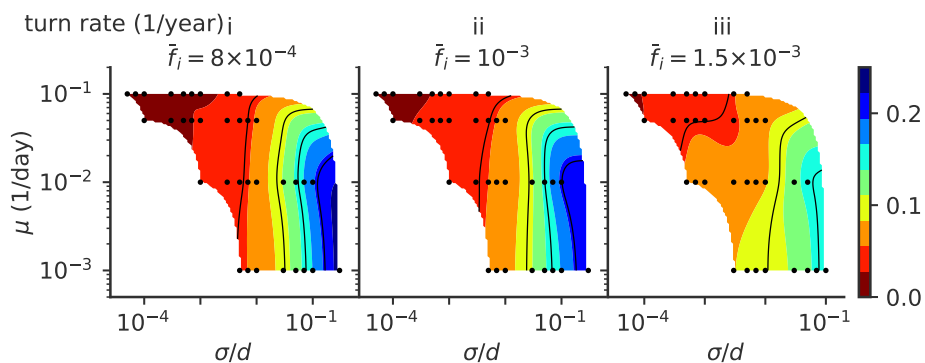 turn rate (1/year) i ii iii
f̄ᵢ = 8×10⁻⁴ f̄ᵢ = 10⁻³ f̄ᵢ = 1.5×10⁻³
μ (1/day)
10⁻¹
10⁻²
10⁻³
0.2
0.1
0.0
10⁻⁴ 10⁻¹ 10⁻⁴ 10⁻¹ 10⁻⁴ 10⁻¹
σ/d σ/d σ/d